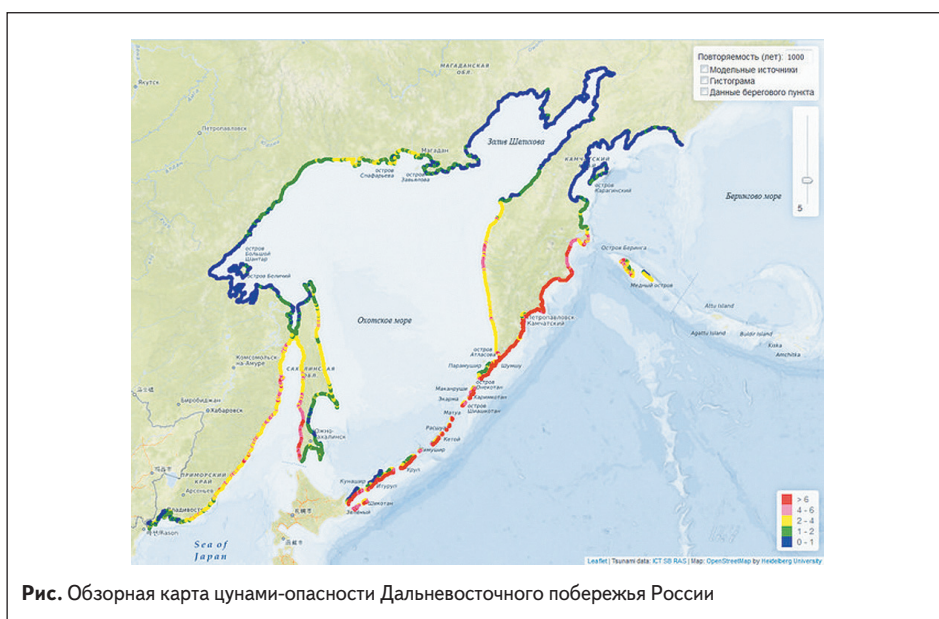 МАГАДАНСКАЯ
ОБЛ.
Якутск
Петропавловск
Магадан
остров
Спафарьева
остров
Завьялова
КАМЧАТСКИЙ
остров
Карагинский
Берингово море
Повторяемость (лет): 1000
Модельные источники
Гистограма
Данные берегового пункта
5
остров
Большой
Шантар
остров Беличий
Охотское море
Остров Беринга
Медный остров
Attu Island
Agattu Island
Buldir Island
Kiska
Amchitka
Петропавловск
Камчатский
остров
Атласова
Парамушир
Шумшу
остров
Онекотан
Маканруши
Харимкотан
Экарма
остров
Шиашкотан
Матуа
Расшуа
Кетой
Симушир
Уруп
Кунашир
Итуруп
Шикотан
Зеленый
Комсомольск
-на-Амуре
САХАЛИНСКАЯ
ОБЛ.
Биробиджан
Хабаровск
Южно-
Сахалинск
ПРИМОРСКИЙ
КРАЙ
Арсеньев
Владивосток
Sea of
Japan
札幌市
> 6
4 - 6
2 - 4
1 - 2
0 - 1
Leaflet | Tsunami data: ICT SB RAS | Map: OpenStreetMap by Heidelberg University
Рис. Обзорная карта цунами-опасности Дальневосточного побережья России